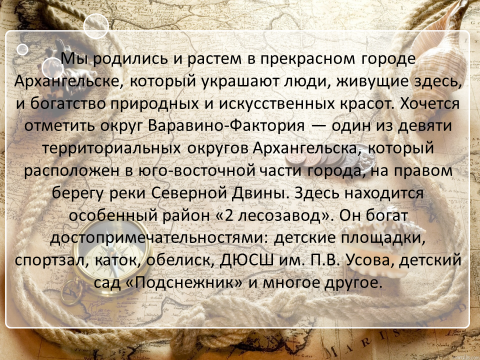 Мы родились и растем в прекрасном городе
Архангельске, который украшают люди, живущие здесь,
и богатство природных и искусственных красот. Хочется
отметить округ Варавино-Фактория — один из девяти
территориальных округов Архангельска, который
расположен в юго-восточной части города, на правом
берегу реки Северной Двины. Здесь находится
особенный район «2 лесозавод». Он богат
достопримечательностями: детские площадки,
спортзал, каток, обелиск, ДЮСШ им. П.В. Усова, детский
сад «Подснежник» и многое другое.